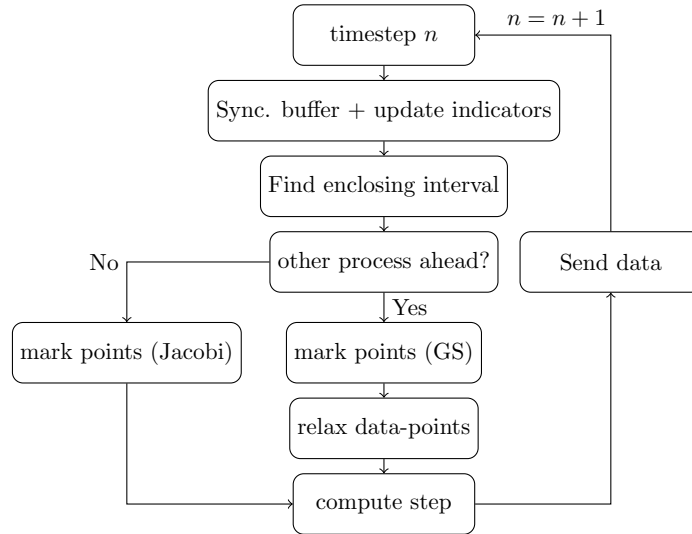 timestep n
n = n + 1
Sync. buffer + update indicators
Find enclosing interval
other process ahead?
Send data
No
Yes
mark points (Jacobi)
mark points (GS)
relax data-points
compute step